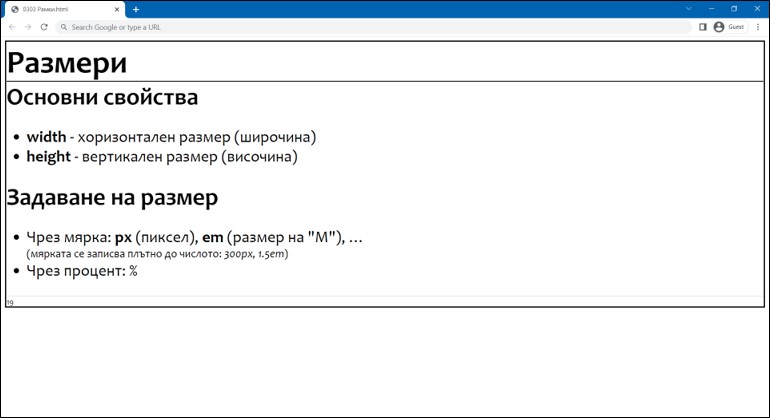 0303 Рамки.html
Search Google or type a URL
Guest
Размери
Основни свойства
• width - хоризонтален размер (широчина)
• height - вертикален размер (височина)
Задаване на размер
• Чрез мярка: px (пиксел), em (размер на "M"), …
(мярката се записва плътно до числото: 300px, 1.5em)
• Чрез процент: %
19